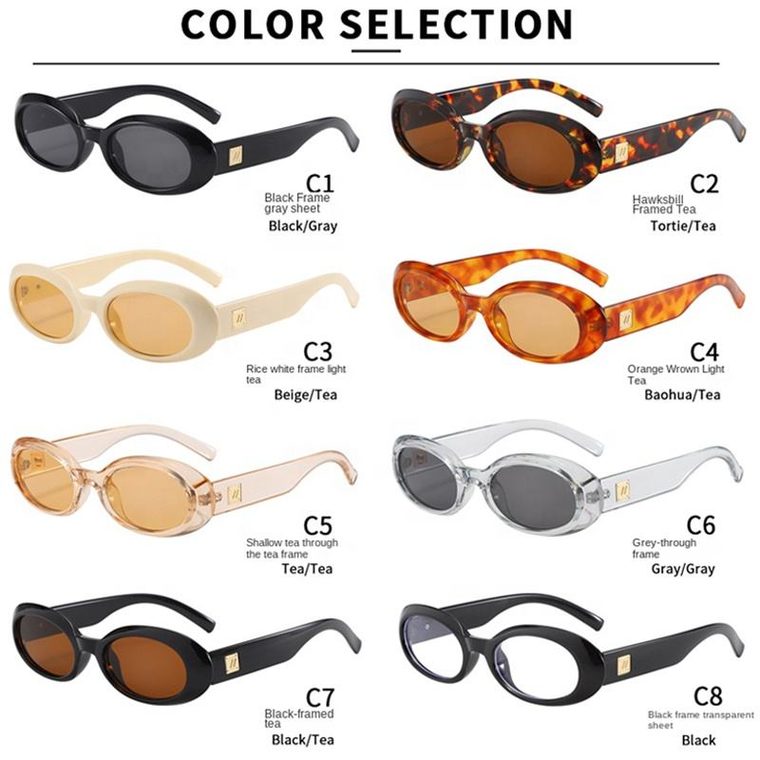 COLOR SELECTION
C1
Black Frame
gray sheet
Black/Gray
C2
Hawksbill
Framed Tea
Tortie/Tea
C3
Rice white frame light
tea
Beige/Tea
C4
Orange Wrown Light
Tea
Baohua/Tea
C5
Shallow tea through
the tea frame
Tea/Tea
C6
Grey-through
frame
Gray/Gray
C7
Black-framed
tea
Black/Tea
C8
Black frame transparent
sheet
Black